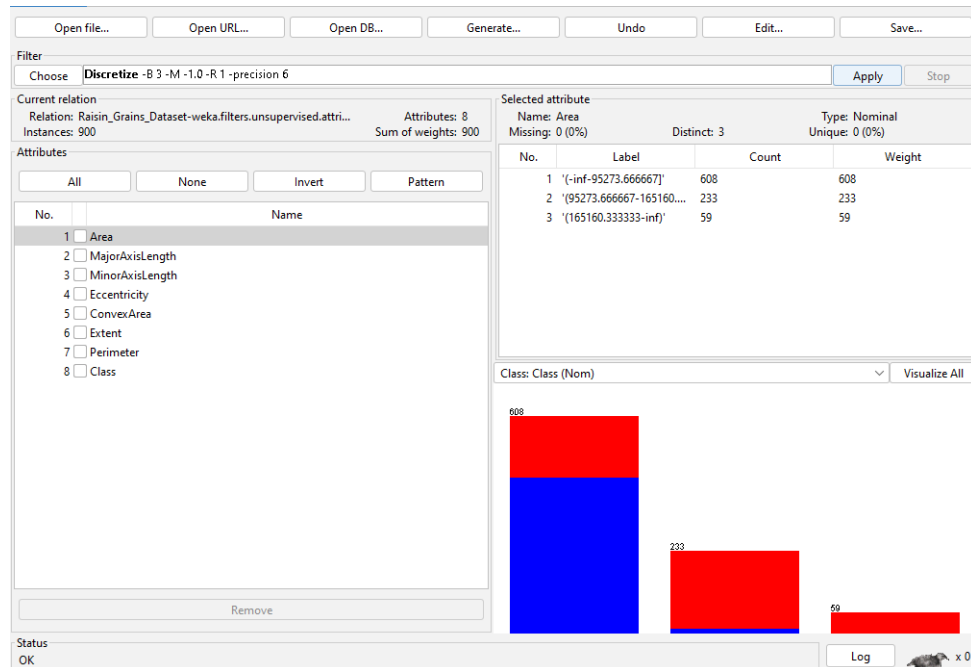 Open file... Open URL... Open DB... Generate... Undo Edit... Save...
Filter
Choose Discretize -B 3 -M -1.0 -R 1 -precision 6 Apply Stop
Current relation
Relation: Raisin_Grains_Dataset-weka.filters.unsupervised.attri... Attributes: 8
Instances: 900 Sum of weights: 900
Attributes
All None Invert Pattern
No. Name
1 Area
2 MajorAxisLength
3 MinorAxisLength
4 Eccentricity
5 ConvexArea
6 Extent
7 Perimeter
8 Class
Remove
Selected attribute
Name: Area Type: Nominal
Missing: 0 (0%) Distinct: 3 Unique: 0 (0%)
No. Label Count Weight
1 '(-inf-95273.666667]' 608 608
2 '(95273.666667-165160.... 233 233
3 '(165160.333333-inf)' 59 59
Class: Class (Nom) Visualize All
608
233
59
Status
OK
Log x 0